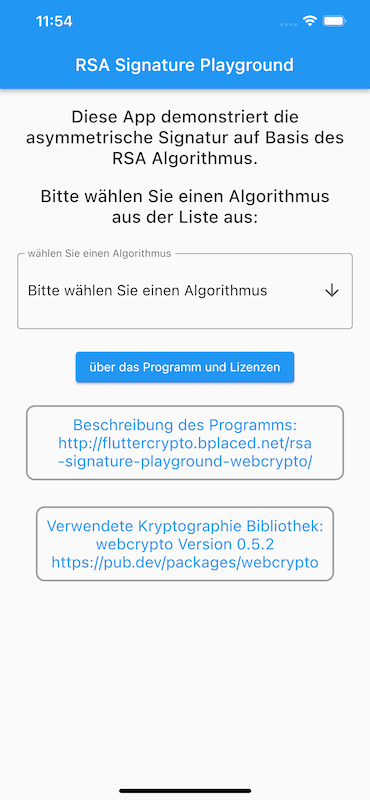 11:54
RSA Signature Playground
Diese App demonstriert die
asymmetrische Signatur auf Basis des
RSA Algorithmus.
Bitte wählen Sie einen Algorithmus
aus der Liste aus:
wählen Sie einen Algorithmus
Bitte wählen Sie einen Algorithmus
über das Programm und Lizenzen
Beschreibung des Programms:
http://fluttercrypto.bplaced.net/rsa
-signature-playground-webcrypto/
Verwendete Kryptographie Bibliothek:
webcrypto Version 0.5.2
https://pub.dev/packages/webcrypto